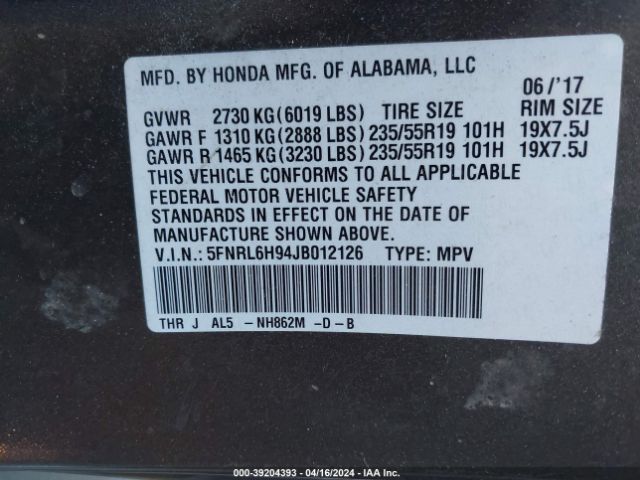 MFD. BY HONDA MFG. OF ALABAMA, LLC
06/'17
GVWR 2730 KG(6019 LBS) TIRE SIZE RIM SIZE
GAWR F 1310 KG(2888 LBS) 235/55R19 101H 19X7.5J
GAWR R 1465 KG(3230 LBS) 235/55R19 101H 19X7.5J
THIS VEHICLE CONFORMS TO ALL APPLICABLE
FEDERAL MOTOR VEHICLE SAFETY
STANDARDS IN EFFECT ON THE DATE OF
MANUFACTURE SHOWN ABOVE.
V.I.N.: 5FNRL6H94JB012126 TYPE: MPV
THR J AL5 -NH862M -D-B
000-39204393 - 04/16/2024 - IAA Inc.